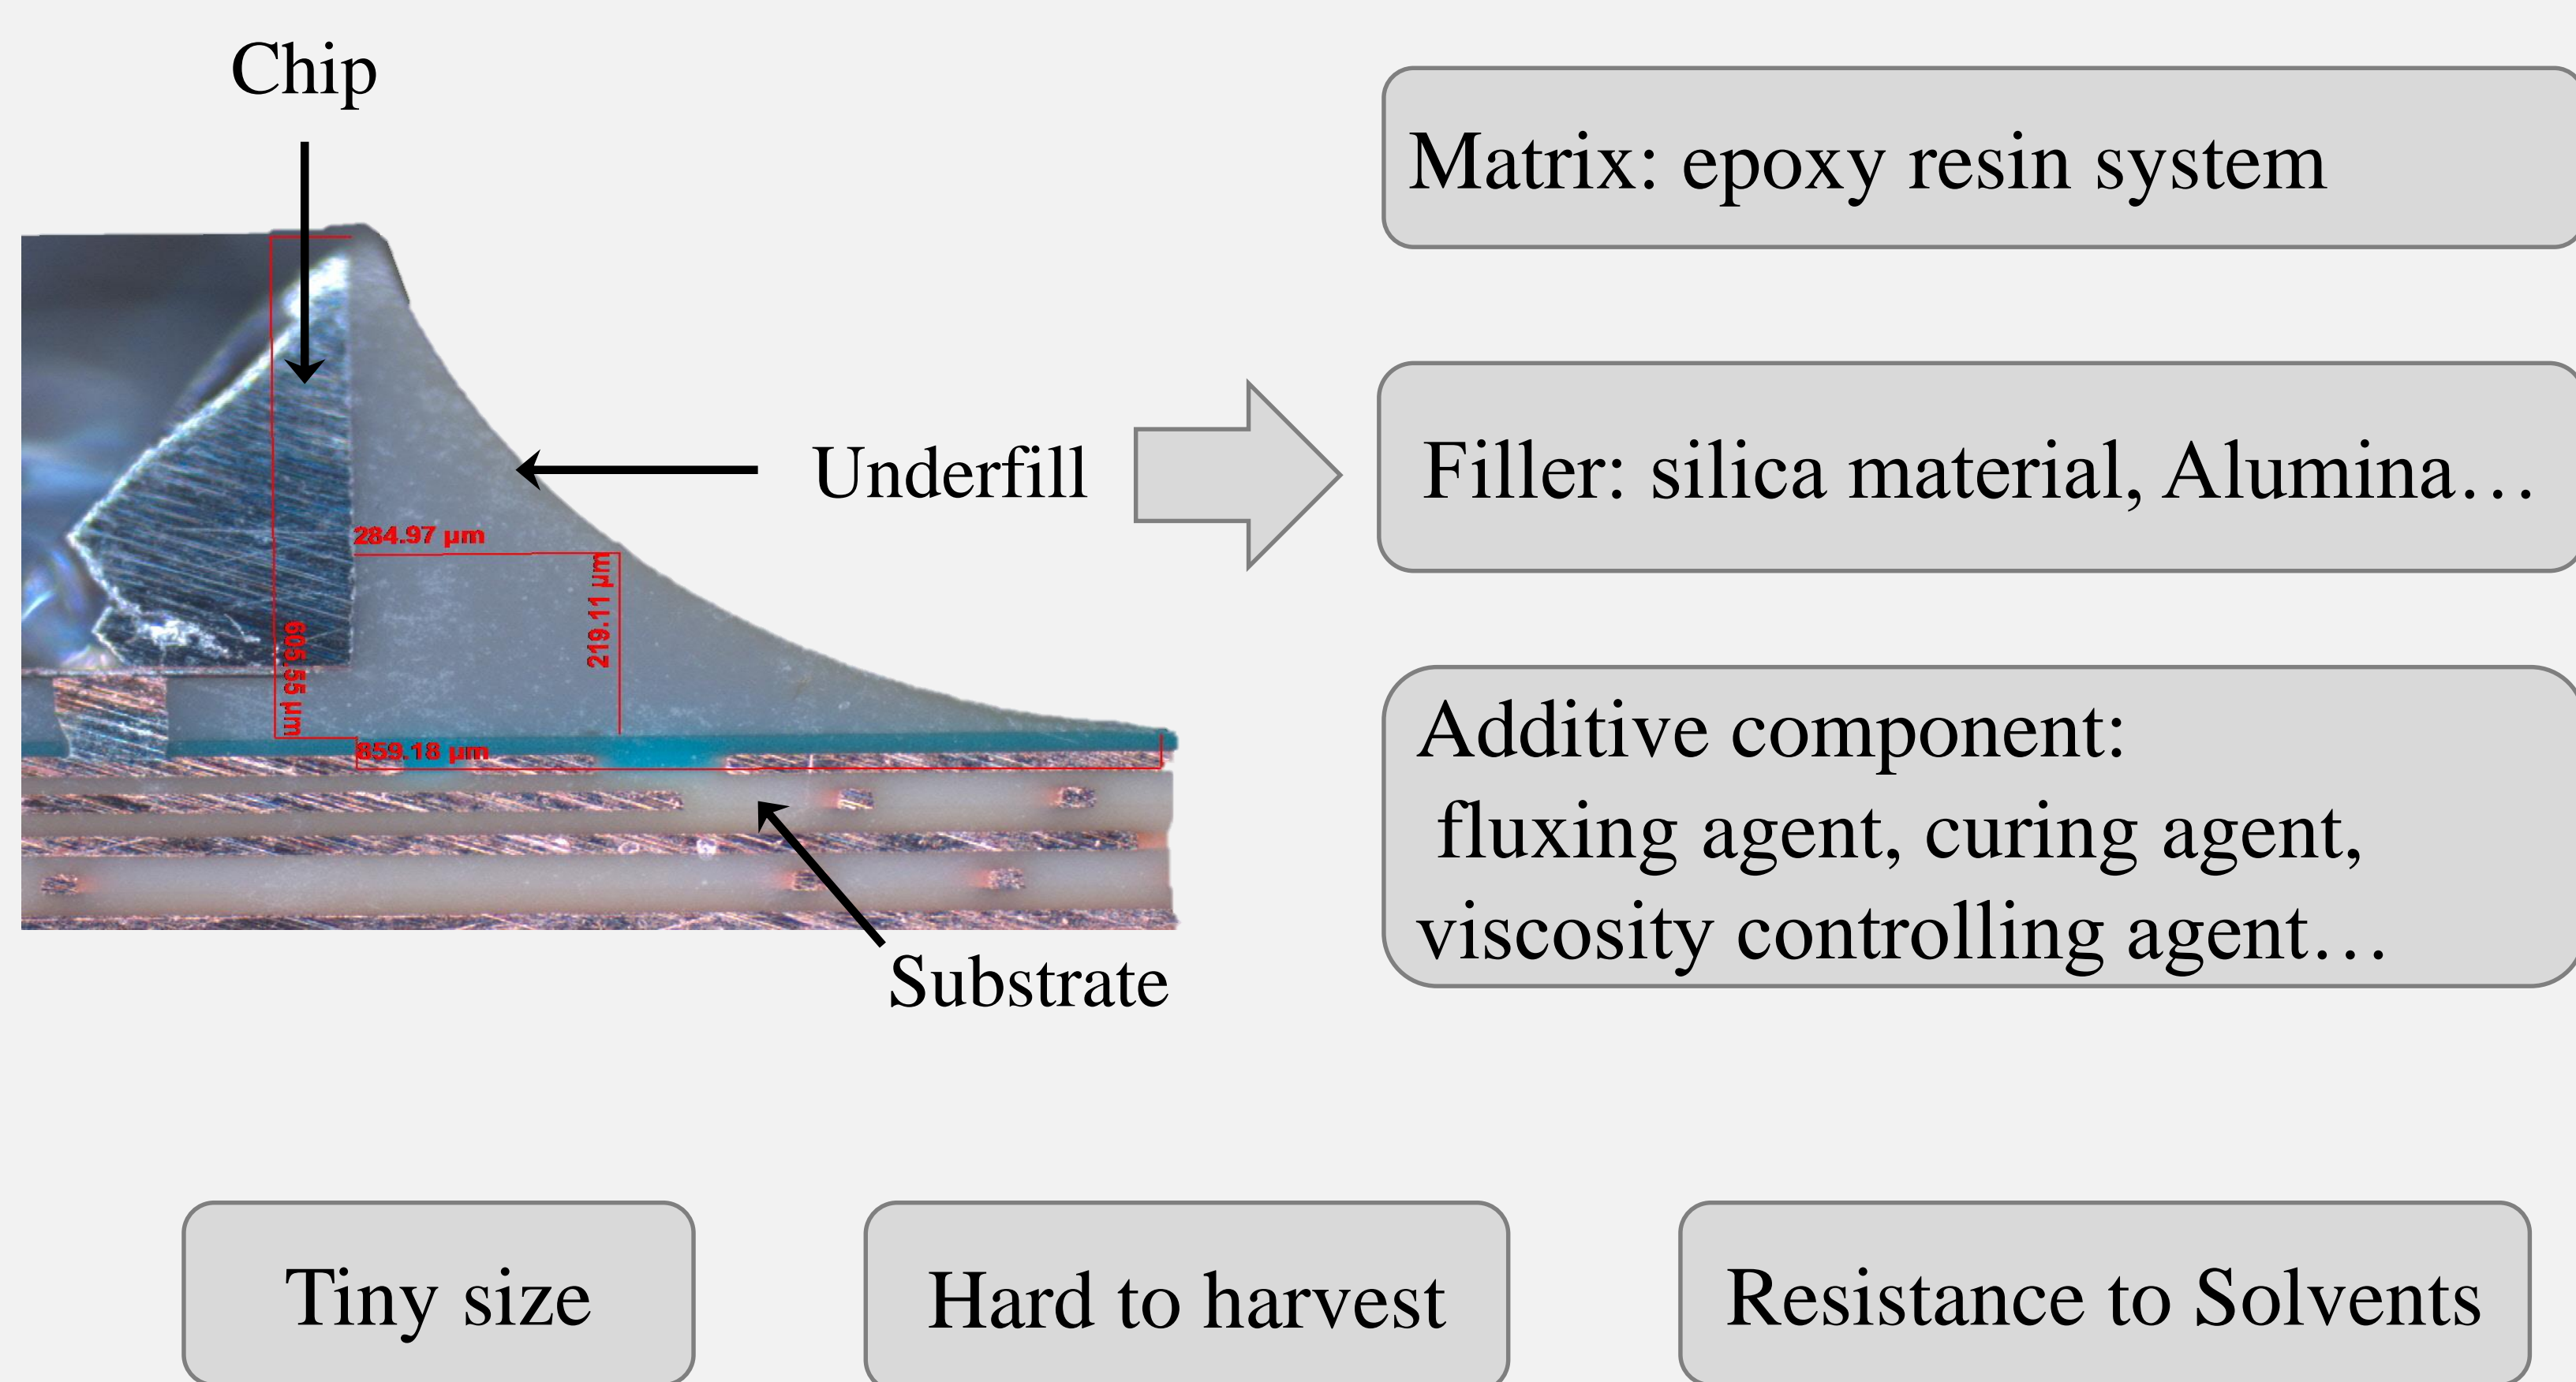 Chip
Matrix: epoxy resin system
Underfill
Filler: silica material, Alumina…
284.97 µm
219.11 µm
605.55 µm
859.18 µm
Additive component:
fluxing agent, curing agent,
viscosity controlling agent…
Substrate
Tiny size
Hard to harvest
Resistance to Solvents